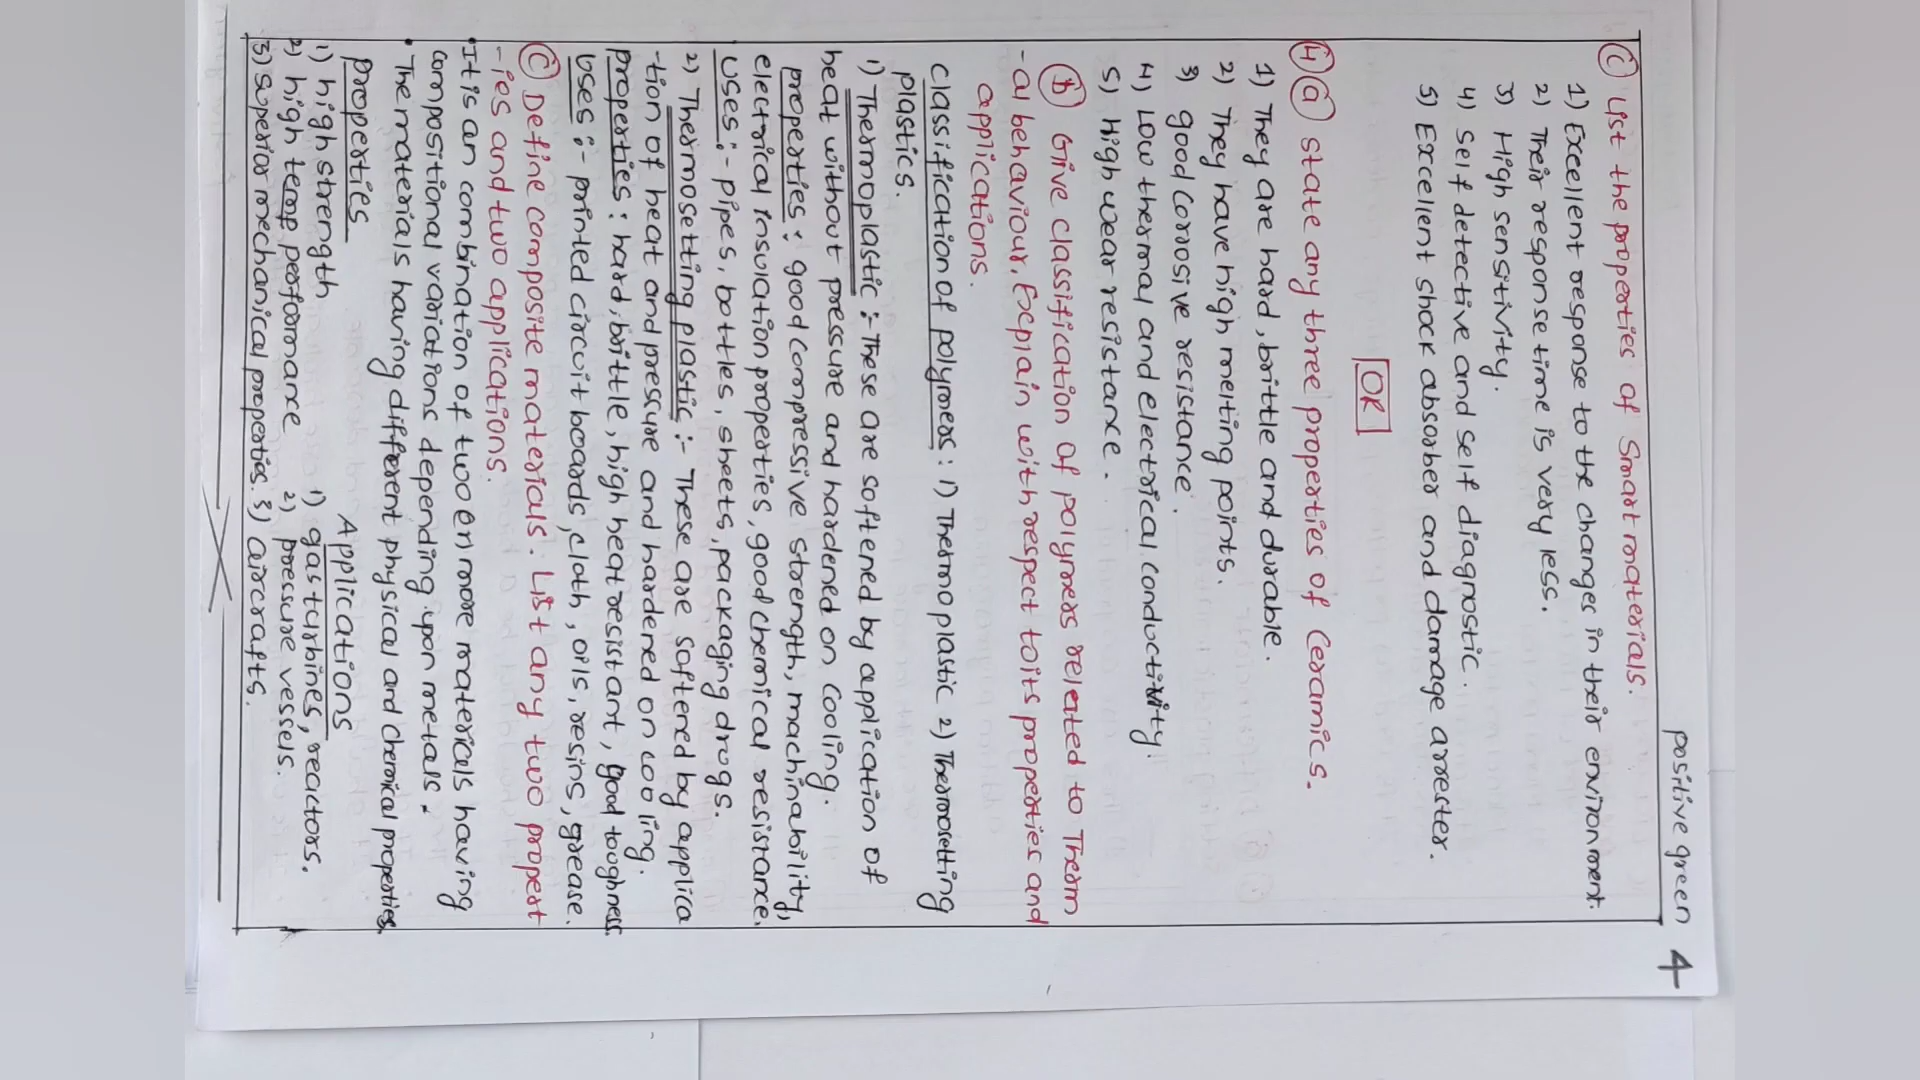 positive green 4
C List the properties of Smart materials.
1) Excellent response to the changes in their environment.
2) Their response time is very less.
3) High sensitivity.
4) Self detective and self diagnostic.
5) Excellent shock absorber and damage arrester.
OR
4 a state any three properties of Ceramics.
1) They are hard, brittle and durable.
2) They have high melting points.
3) good corrosive resistance.
4) Low thermal and electrical conductivity.
5) High wear resistance.
b Give classification of polymers related to Therm
-al behaviour. Explain with respect to its properties and
applications.
classification of polymers: 1) Thermoplastic 2) Thermosetting
plastics.
1) Thermoplastic :- These are softened by application of
heat without pressure and hardened on cooling.
properties: good compressive strength, machinability,
electrical insulation properties, good chemical resistance.
Uses :- pipes, bottles, sheets, packaging drugs.
2) Thermosetting plastic :- These are softened by applica
-tion of heat and pressure and hardened on cooling.
properties: hard, brittle, high heat resistant, good toughness
Uses :- printed circuit boards, cloth, oils, resins, grease.
C Define composite materials. List any two propert
-ies and two applications.
• It is an combination of two or more materials having
compositional variations depending upon metals.
• The materials having different physical and chemical properties.
properties Applications
1) high strength 1) gas turbines, reactors.
2) high temp performance 2) pressure vessels.
3) superior mechanical properties. 3) aircrafts.